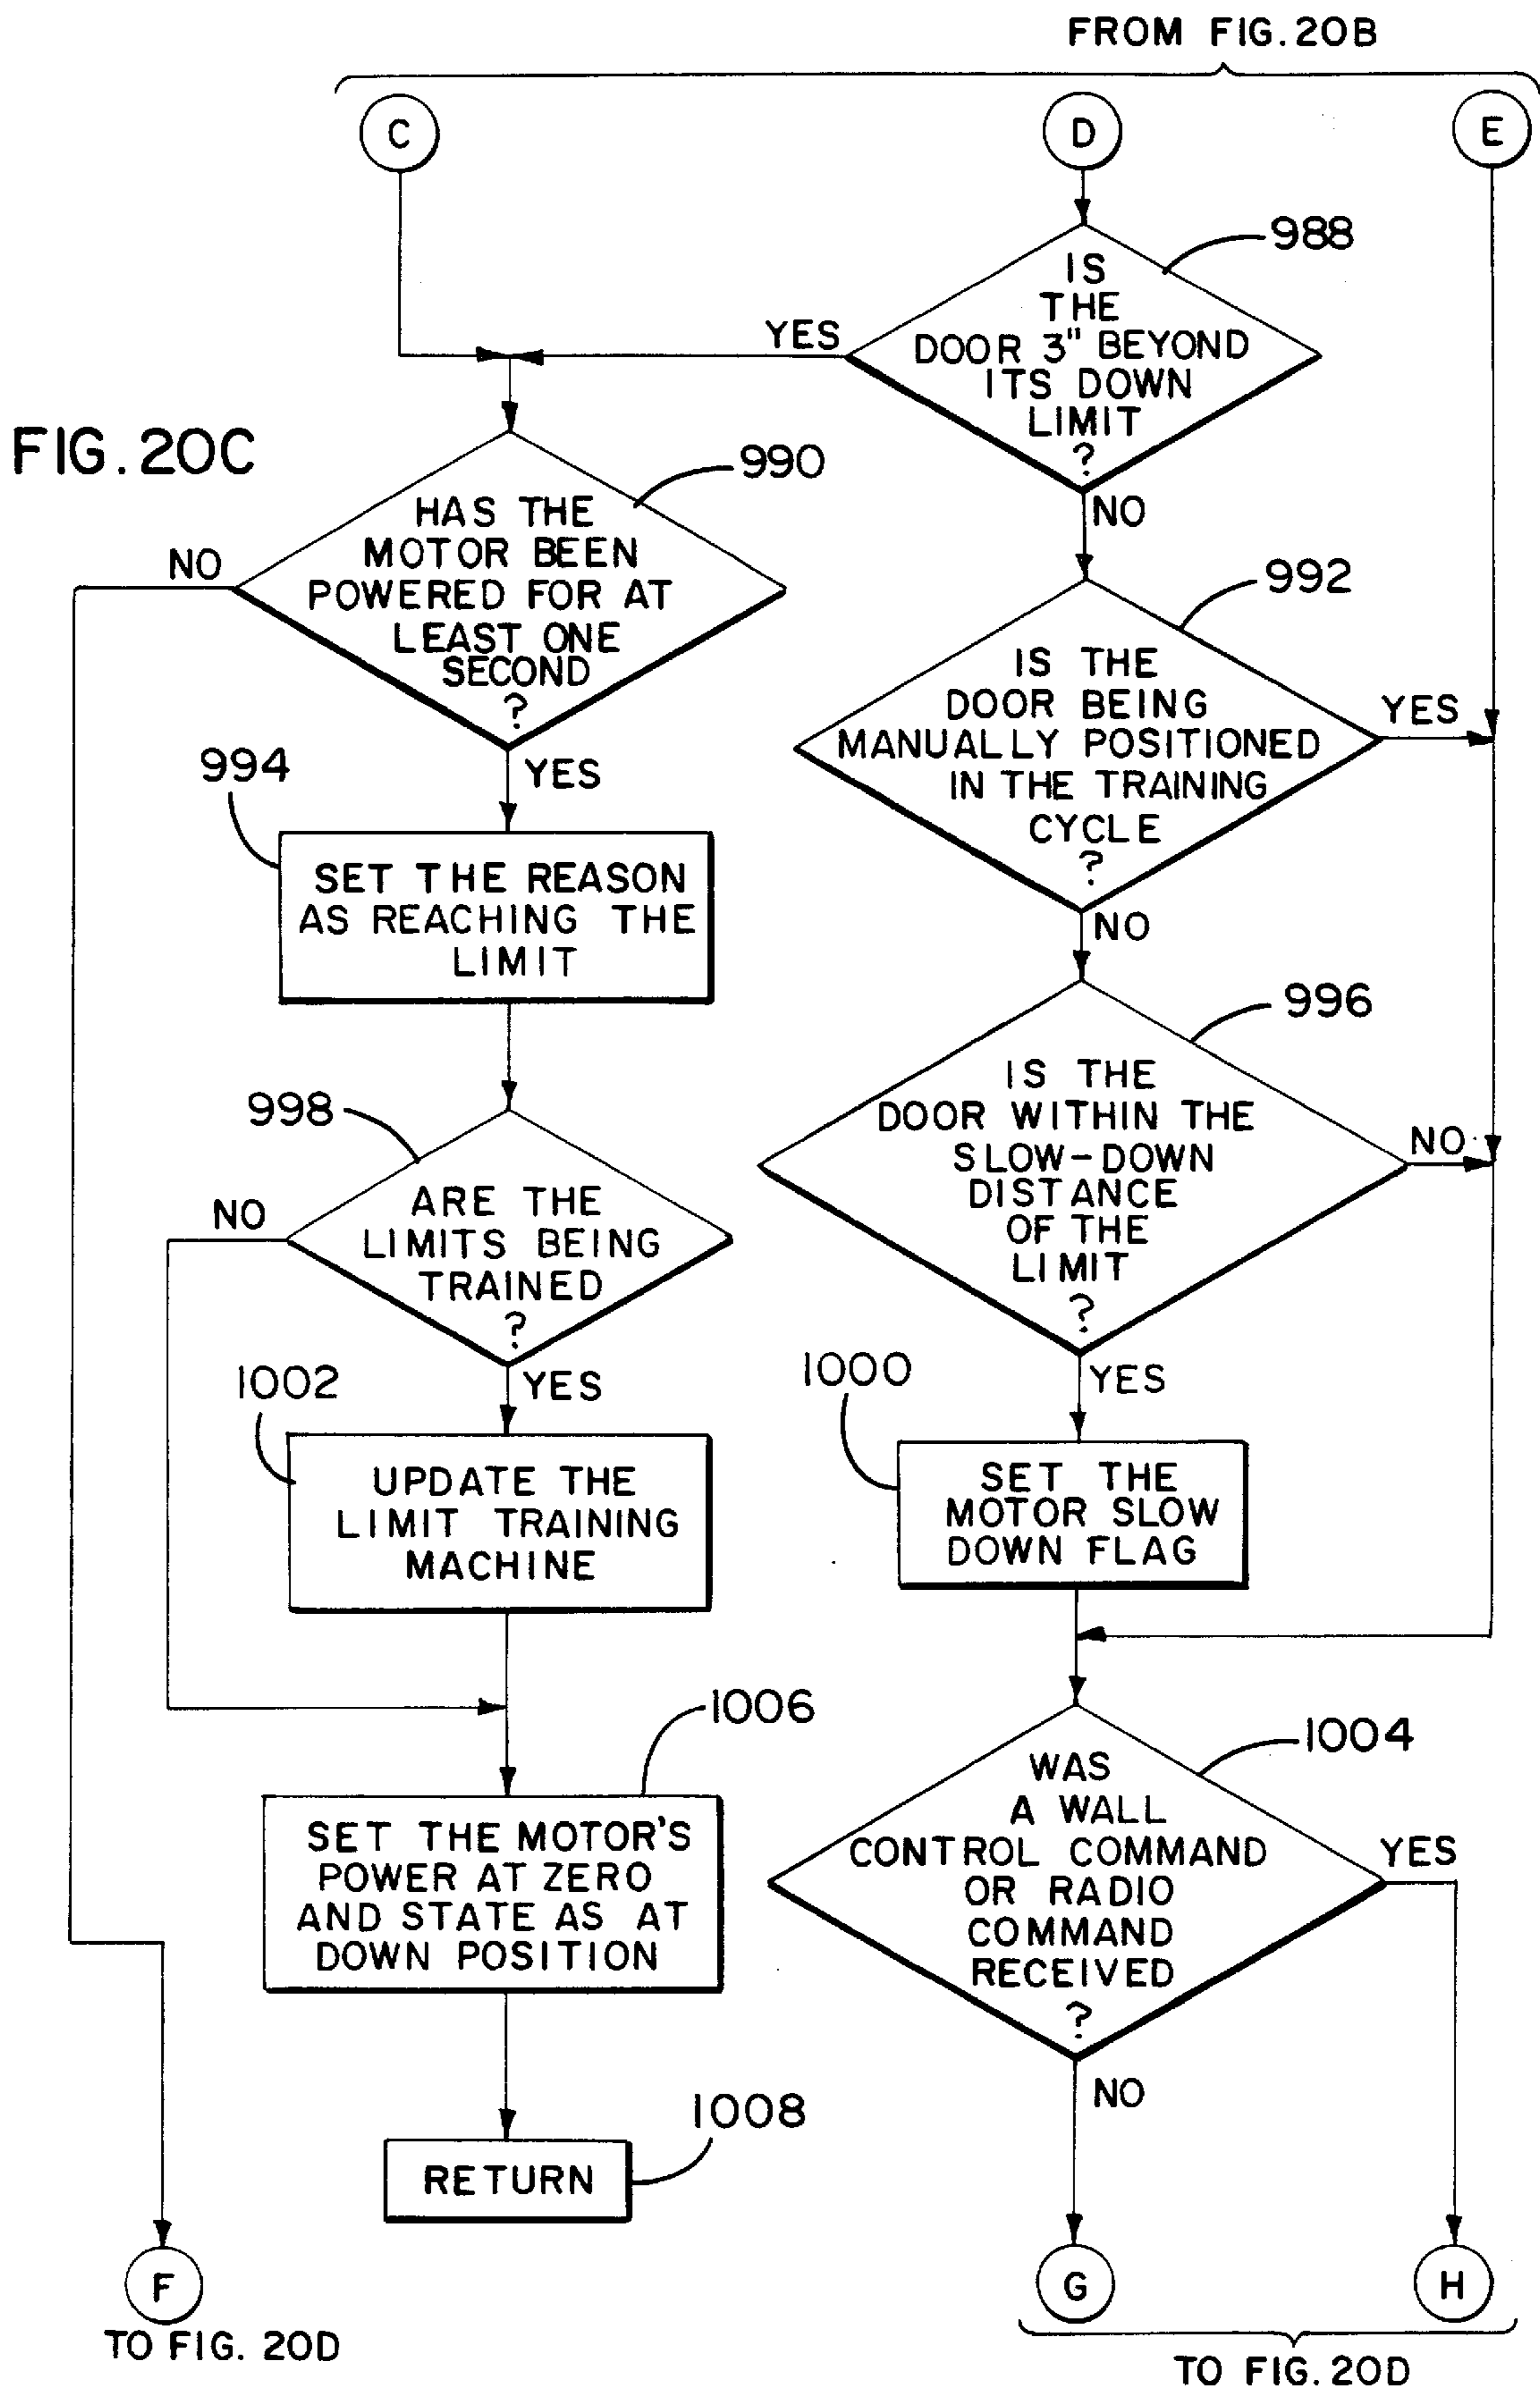 FROM FIG. 20B
C
D
E
988
IS
THE
DOOR 3" BEYOND
ITS DOWN
LIMIT
?
YES
NO
FIG. 20C
990
HAS THE
MOTOR BEEN
POWERED FOR AT
LEAST ONE
SECOND
?
NO
YES
992
IS THE
DOOR BEING
MANUALLY POSITIONED
IN THE TRAINING
CYCLE
?
YES
NO
994
SET THE REASON
AS REACHING THE
LIMIT
996
IS THE
DOOR WITHIN THE
SLOW-DOWN
DISTANCE
OF THE
LIMIT
?
NO
YES
998
ARE THE
LIMITS BEING
TRAINED
?
NO
YES
1000
SET THE
MOTOR SLOW
DOWN FLAG
1002
UPDATE THE
LIMIT TRAINING
MACHINE
1004
WAS
A WALL
CONTROL COMMAND
OR RADIO
COMMAND
RECEIVED
?
YES
NO
1006
SET THE MOTOR'S
POWER AT ZERO
AND STATE AS AT
DOWN POSITION
1008
RETURN
F
TO FIG. 20D
G
H
TO FIG. 20D